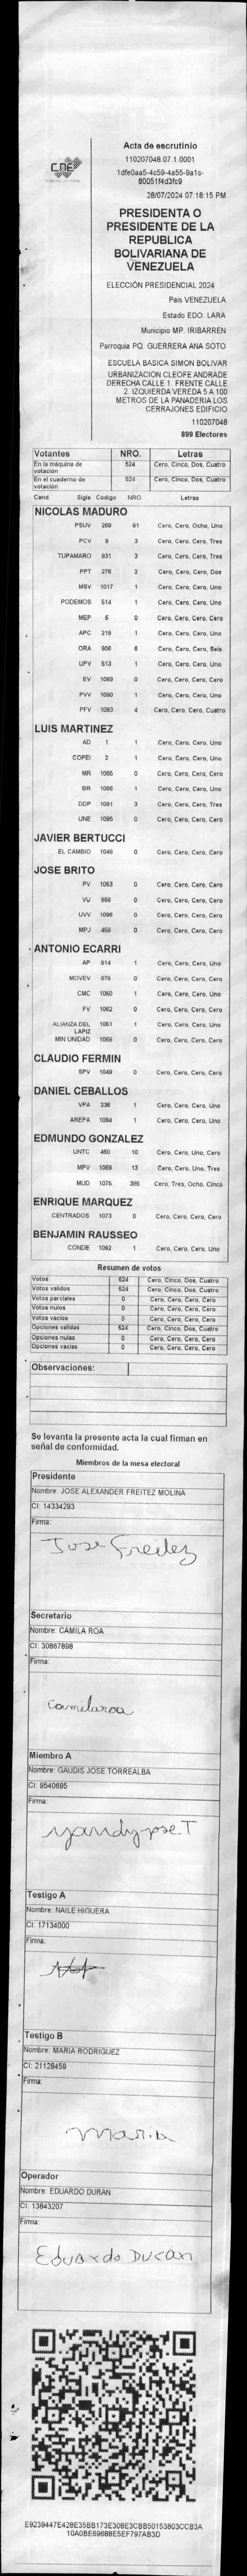 CNE
Acta de escrutinio
110207048.07.1.0001
1dfe0aa5-4c59-4a55-9a1c-
80051f4d3fc9
28/07/2024 07:18:15 PM
PRESIDENTA O
PRESIDENTE DE LA
REPUBLICA
BOLIVARIANA DE
VENEZUELA
ELECCIÓN PRESIDENCIAL 2024
Pais VENEZUELA
Estado EDO. LARA
Municipio MP. IRIBARREN
Parroquia PQ. GUERRERA ANA SOTO
ESCUELA BASICA SIMON BOLIVAR
URBANIZACION CLEOFE ANDRADE
DERECHA CALLE 1. FRENTE CALLE
2. IZQUIERDA VEREDA 5 A 100
METROS DE LA PANADERIA LOS
CERRAJONES EDIFICIO
110207048
899 Electores
Votantes NRO. Letras
En la máquina de votación 524 Cero, Cinco, Dos, Cuatro
En el cuaderno de votación 524 Cero, Cinco, Dos, Cuatro
Cand. Sigla Codigo NRO. Letras
NICOLAS MADURO
PSUV 269 81 Cero, Cero, Ocho, Uno
PCV 9 3 Cero, Cero, Cero, Tres
TUPAMARO 931 3 Cero, Cero, Cero, Tres
PPT 276 2 Cero, Cero, Cero, Dos
MSV 1017 1 Cero, Cero, Cero, Uno
PODEMOS 514 1 Cero, Cero, Cero, Uno
MEP 6 0 Cero, Cero, Cero, Cero
APC 219 1 Cero, Cero, Cero, Uno
ORA 906 6 Cero, Cero, Cero, Seis
UPV 513 1 Cero, Cero, Cero, Uno
EV 1089 0 Cero, Cero, Cero, Cero
PVV 1090 1 Cero, Cero, Cero, Uno
PFV 1093 4 Cero, Cero, Cero, Cuatro
LUIS MARTINEZ
AD 1 1 Cero, Cero, Cero, Uno
COPEI 2 1 Cero, Cero, Cero, Uno
MR 1065 0 Cero, Cero, Cero, Cero
BR 1066 1 Cero, Cero, Cero, Uno
DDP 1091 3 Cero, Cero, Cero, Tres
UNE 1095 0 Cero, Cero, Cero, Cero
JAVIER BERTUCCI
EL CAMBIO 1048 0 Cero, Cero, Cero, Cero
JOSE BRITO
PV 1053 0 Cero, Cero, Cero, Cero
VU 868 0 Cero, Cero, Cero, Cero
UVV 1096 0 Cero, Cero, Cero, Cero
MPJ 459 0 Cero, Cero, Cero, Cero
ANTONIO ECARRI
AP 614 1 Cero, Cero, Cero, Uno
MOVEV 978 0 Cero, Cero, Cero, Cero
CMC 1050 1 Cero, Cero, Cero, Uno
FV 1062 0 Cero, Cero, Cero, Cero
ALIANZA DEL LAPIZ 1051 1 Cero, Cero, Cero, Uno
MIN UNIDAD 1069 0 Cero, Cero, Cero, Cero
CLAUDIO FERMIN
SPV 1049 0 Cero, Cero, Cero, Cero
DANIEL CEBALLOS
VPA 236 1 Cero, Cero, Cero, Uno
AREPA 1094 1 Cero, Cero, Cero, Uno
EDMUNDO GONZALEZ
UNTC 460 10 Cero, Cero, Uno, Cero
MPV 1069 13 Cero, Cero, Uno, Tres
MUD 1075 385 Cero, Tres, Ocho, Cinco
ENRIQUE MARQUEZ
CENTRADOS 1073 0 Cero, Cero, Cero, Cero
BENJAMIN RAUSSEO
CONDE 1092 1 Cero, Cero, Cero, Uno
Resumen de votos
Votos 524 Cero, Cinco, Dos, Cuatro
Votos validos 524 Cero, Cinco, Dos, Cuatro
Votos parciales 0 Cero, Cero, Cero, Cero
Votos nulos 0 Cero, Cero, Cero, Cero
Votos vacios 0 Cero, Cero, Cero, Cero
Opciones validas 524 Cero, Cinco, Dos, Cuatro
Opciones nulas 0 Cero, Cero, Cero, Cero
Opciones vacias 0 Cero, Cero, Cero, Cero
Observaciones:
Se levanta la presente acta la cual firman en
señal de conformidad.
Miembros de la mesa electoral
Presidente
Nombre: JOSE ALEXANDER FREITEZ MOLINA
CI: 14334293
Firma:
Jose Freitez
Secretario
Nombre: CAMILA ROA
CI: 30867898
Firma:
Camila roa
Miembro A
Nombre: GAUDIS JOSE TORREALBA
CI: 9540695
Firma:
Testigo A
Nombre: NAILE HIGUERA
CI: 17134000
Firma:
Testigo B
Nombre: MARIA RODRIGUEZ
CI: 21128459
Firma:
Maria
Operador
Nombre: EDUARDO DURAN
CI: 13843207
Firma:
Eduardo Duran
E9239447E428E35BB173E308E3CBB50153803CCB3A
10A0BE6968BE5EF797AB3D